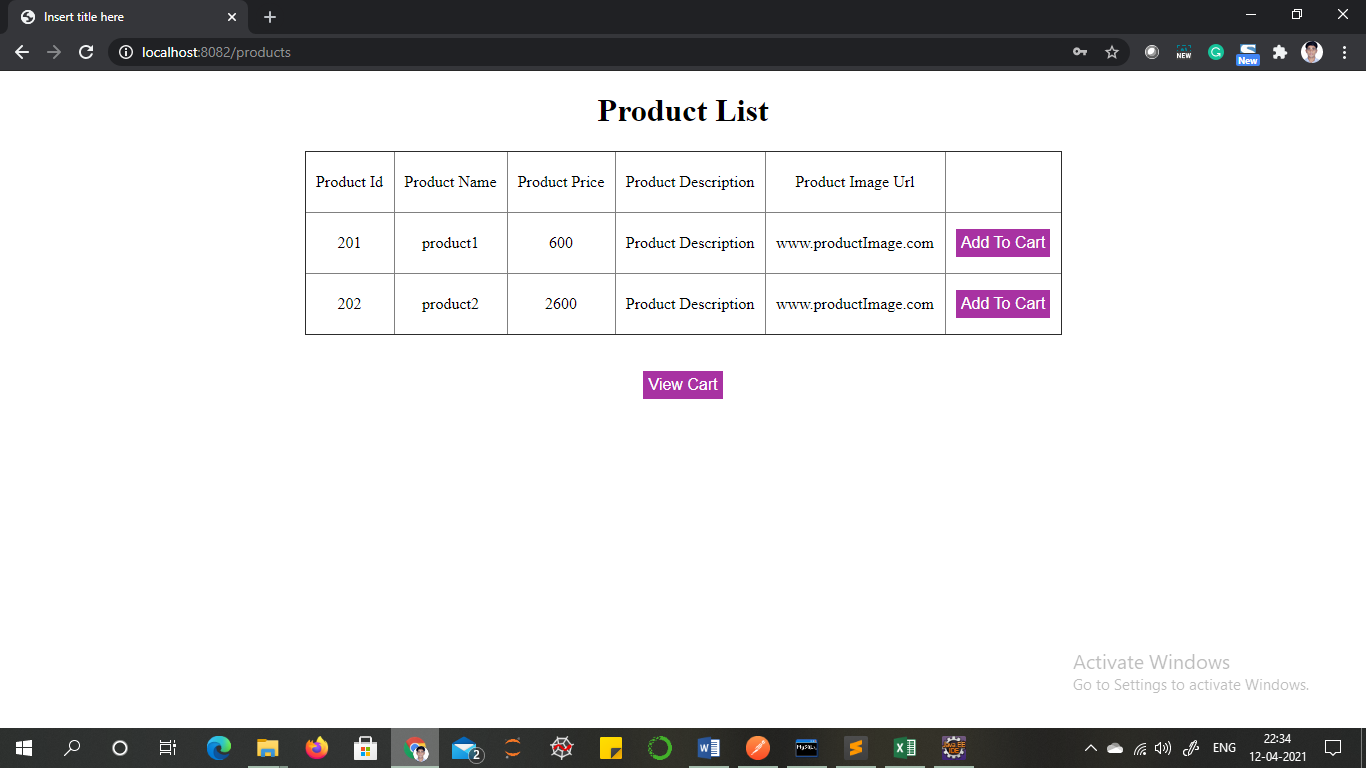 Insert title here
localhost:8082/products
NEW
New
Product List
Product Id Product Name Product Price Product Description Product Image Url
201 product1 600 Product Description www.productImage.com Add To Cart
202 product2 2600 Product Description www.productImage.com Add To Cart
View Cart
Activate Windows
Go to Settings to activate Windows.
2
MySQL
ENG
22:34
12-04-2021